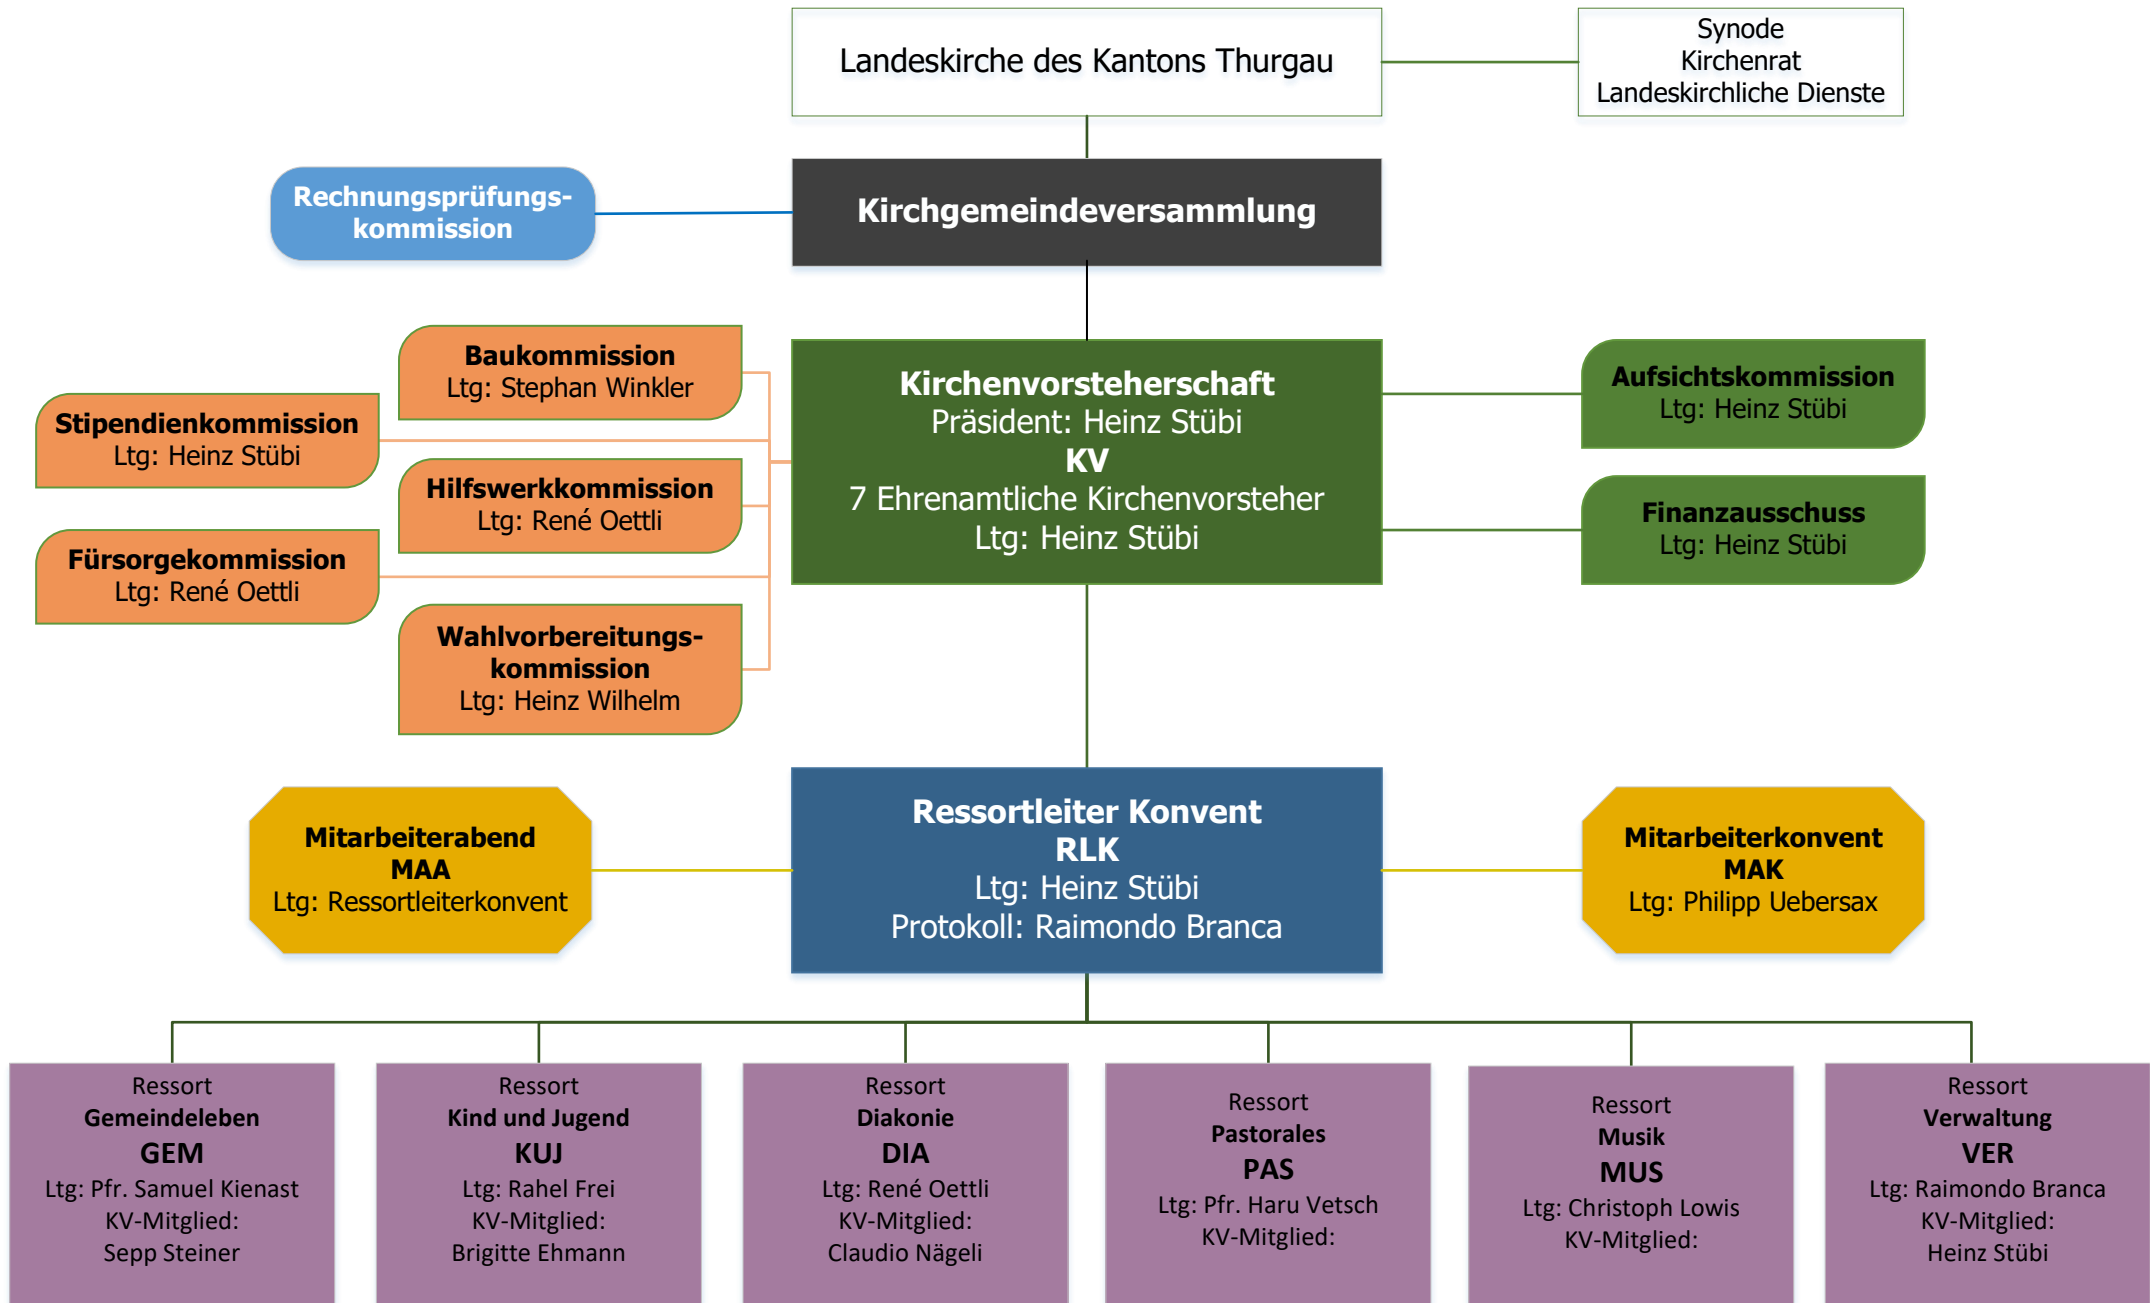 Landeskirche des Kantons Thurgau
Synode
Kirchenrat
Landeskirchliche Dienste
Rechnungsprüfungs-
kommission
Kirchgemeindeversammlung
Baukommission
Ltg: Stephan Winkler
Stipendienkommission
Ltg: Heinz Stübi
Hilfswerkkommission
Ltg: René Oettli
Fürsorgekommission
Ltg: René Oettli
Wahlvorbereitungs-
kommission
Ltg: Heinz Wilhelm
Kirchenvorsteherschaft
Präsident: Heinz Stübi
KV
7 Ehrenamtliche Kirchenvorsteher
Ltg: Heinz Stübi
Aufsichtskommission
Ltg: Heinz Stübi
Finanzausschuss
Ltg: Heinz Stübi
Mitarbeiterabend
MAA
Ltg: Ressortleiterkonvent
Ressortleiter Konvent
RLK
Ltg: Heinz Stübi
Protokoll: Raimondo Branca
Mitarbeiterkonvent
MAK
Ltg: Philipp Uebersax
Ressort
Gemeindeleben
GEM
Ltg: Pfr. Samuel Kienast
KV-Mitglied:
Sepp Steiner
Ressort
Kind und Jugend
KUJ
Ltg: Rahel Frei
KV-Mitglied:
Brigitte Ehmann
Ressort
Diakonie
DIA
Ltg: René Oettli
KV-Mitglied:
Claudio Nägeli
Ressort
Pastorales
PAS
Ltg: Pfr. Haru Vetsch
KV-Mitglied:
Ressort
Musik
MUS
Ltg: Christoph Lowis
KV-Mitglied:
Ressort
Verwaltung
VER
Ltg: Raimondo Branca
KV-Mitglied:
Heinz Stübi